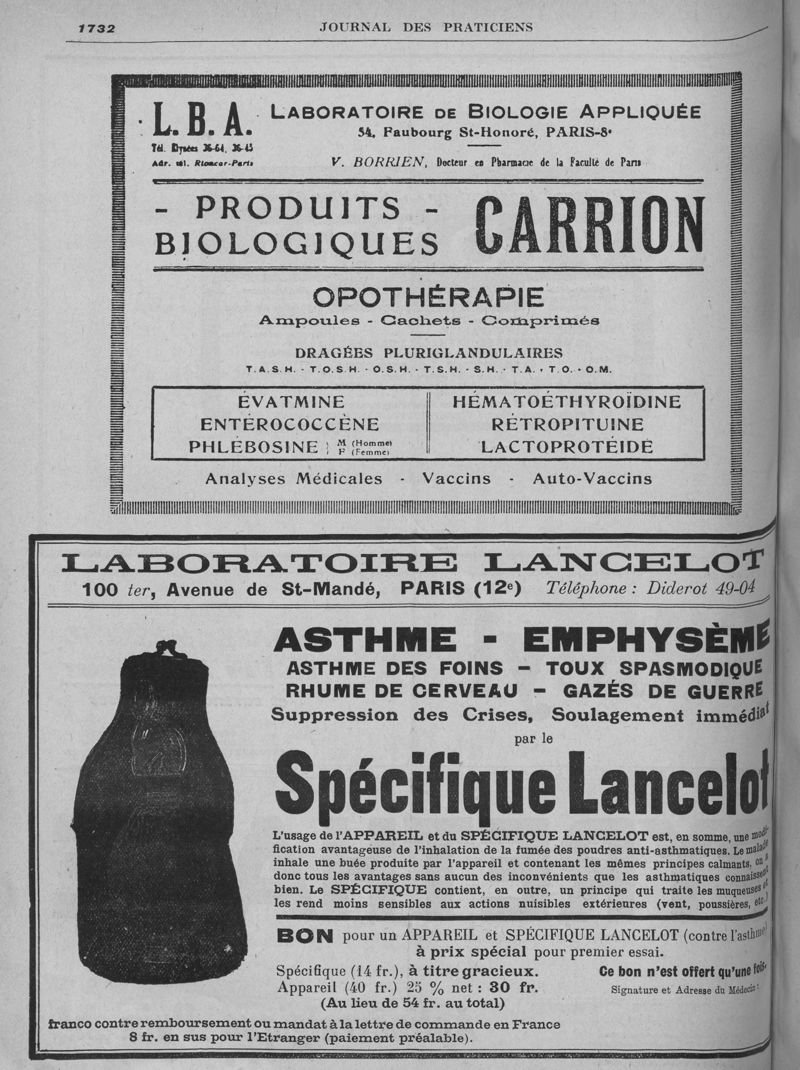 1732
JOURNAL DES PRATICIENS
L. B. A.
Tél. Elysées 36-64, 36-45
Adr. tél. Rioncar-Paris
LABORATOIRE DE BIOLOGIE APPLIQUÉE
54, Faubourg St-Honoré, PARIS-8e
V. BORRIEN, Docteur en Pharmacie de la Faculté de Paris
- PRODUITS -
BIOLOGIQUES
CARRION
OPOTHÉRAPIE
Ampoules - Cachets - Comprimés
DRAGÉES PLURIGLANDULAIRES
T.A.S.H. - T.O.S.H. - O.S.H. - T.S.H. - S.H. - T.A. - T.O. - O.M.
ÉVATMINE
ENTÉROCOCCÈNE
PHLÉBOSINE } M (Homme)
F (Femme)
HÉMATOÉTHYROÏDINE
RÉTROPITUINE
LACTOPROTÉIDE
Analyses Médicales - Vaccins - Auto-Vaccins
LABORATOIRE LANCELOT
100 ter, Avenue de St-Mandé, PARIS (12e) Téléphone : Diderot 49-04
ASTHME - EMPHYSÈME
ASTHME DES FOINS - TOUX SPASMODIQUE
RHUME DE CERVEAU - GAZÉS DE GUERRE
Suppression des Crises, Soulagement immédiat
par le
Spécifique Lancelot
L'usage de l'APPAREIL et du SPÉCIFIQUE LANCELOT est, en somme, une modi-
fication avantageuse de l'inhalation de la fumée des poudres anti-asthmatiques. Le malade
inhale une buée produite par l'appareil et contenant les mêmes principes calmants, on a
donc tous les avantages sans aucun des inconvénients que les asthmatiques connaissent
bien. Le SPÉCIFIQUE contient, en outre, un principe qui traite les muqueuses et
les rend moins sensibles aux actions nuisibles extérieures (vent, poussières, etc.)
BON pour un APPAREIL et SPÉCIFIQUE LANCELOT (contre l'asthme)
à prix spécial pour premier essai.
Spécifique (14 fr.), à titre gracieux.
Appareil (40 fr.) 25 % net : 30 fr.
(Au lieu de 54 fr. au total)
Ce bon n'est offert qu'une fois.
Signature et Adresse du Médecin :
franco contre remboursement ou mandat à la lettre de commande en France
8 fr. en sus pour l'Etranger (paiement préalable).